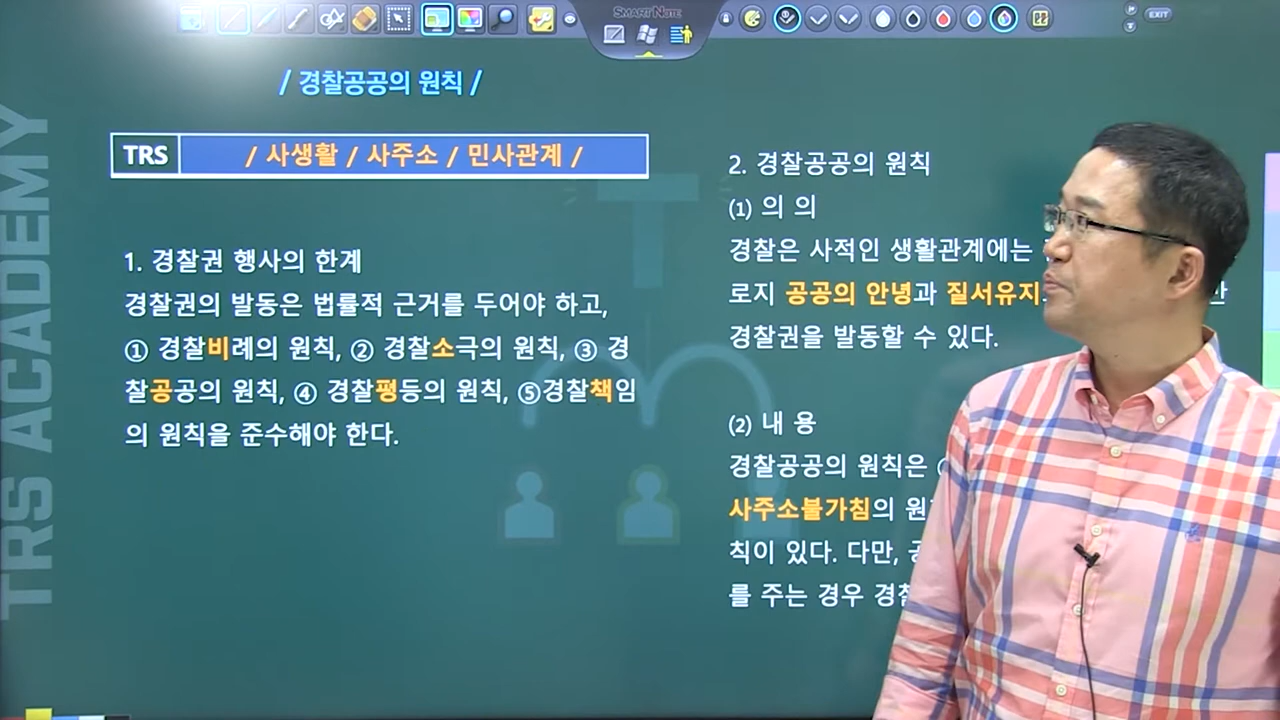 SMART NOTE
EXIT
/ 경찰공공의 원칙 /
TRS / 사생활 / 사주소 / 민사관계 /
1. 경찰권 행사의 한계
경찰권의 발동은 법률적 근거를 두어야 하고,
① 경찰비례의 원칙, ② 경찰소극의 원칙, ③ 경
찰공공의 원칙, ④ 경찰평등의 원칙, ⑤경찰책임
의 원칙을 준수해야 한다.
2. 경찰공공의 원칙
(1) 의 의
경찰은 사적인 생활관계에는
로지 공공의 안녕과 질서유지
경찰권을 발동할 수 있다.
(2) 내 용
경찰공공의 원칙은
사주소불가침의
칙이 있다. 다만,
를 주는 경우
TRS ACADEMY